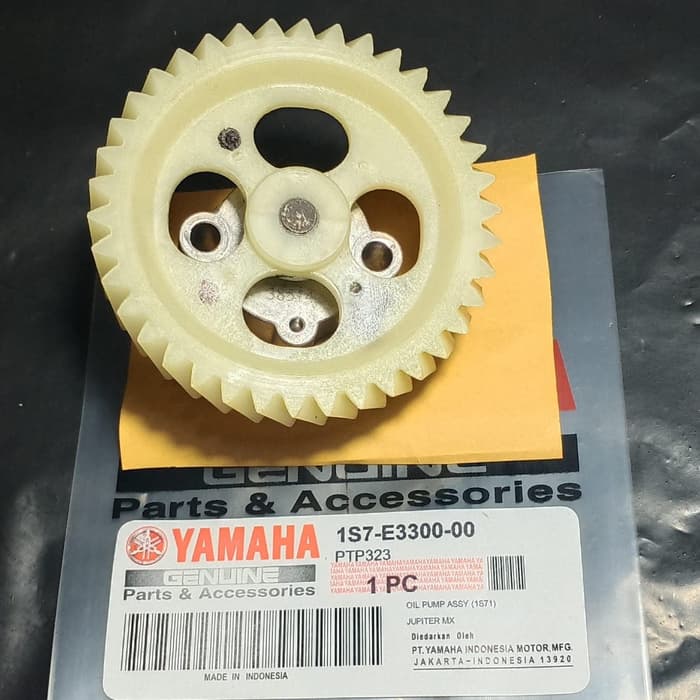 GENUINE
Parts & Accessories
YAMAHA
GENUINE
Parts & Accessories
1S7-E3300-00
PTP323
YAMAHAYAMAHAYAMAHAYAMAHA
1 PC
OIL PUMP ASSY (1S71)
JUPITER MX
Diedarkan Oleh
PT.YAMAHA INDONESIA MOTOR,MFG.
JAKARTA-INDONESIA 13920
MADE IN INDONESIA